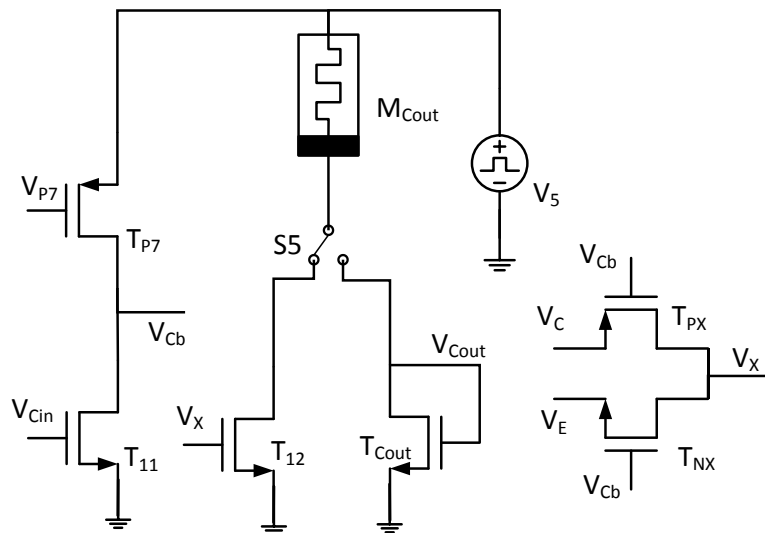 M_Cout
+
−
V_5
V_P7
T_P7
S5
V_Cb
V_Cb
V_C
T_PX
V_Cout
V_X
V_Cin
V_X
V_E
T_11
T_12
T_Cout
T_NX
V_Cb